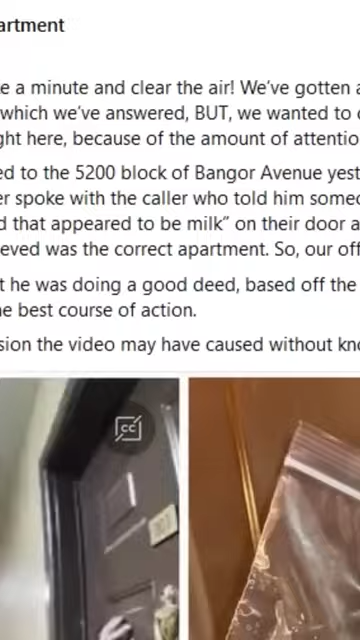 artment
e a minute and clear the air! We've gotten a
which we've answered, BUT, we wanted to
ght here, because of the amount of attentio
ed to the 5200 block of Bangor Avenue yest
er spoke with the caller who told him some
d that appeared to be milk" on their door a
ieved was the correct apartment. So, our off
t he was doing a good deed, based off the
he best course of action.
sion the video may have caused without kno
CC